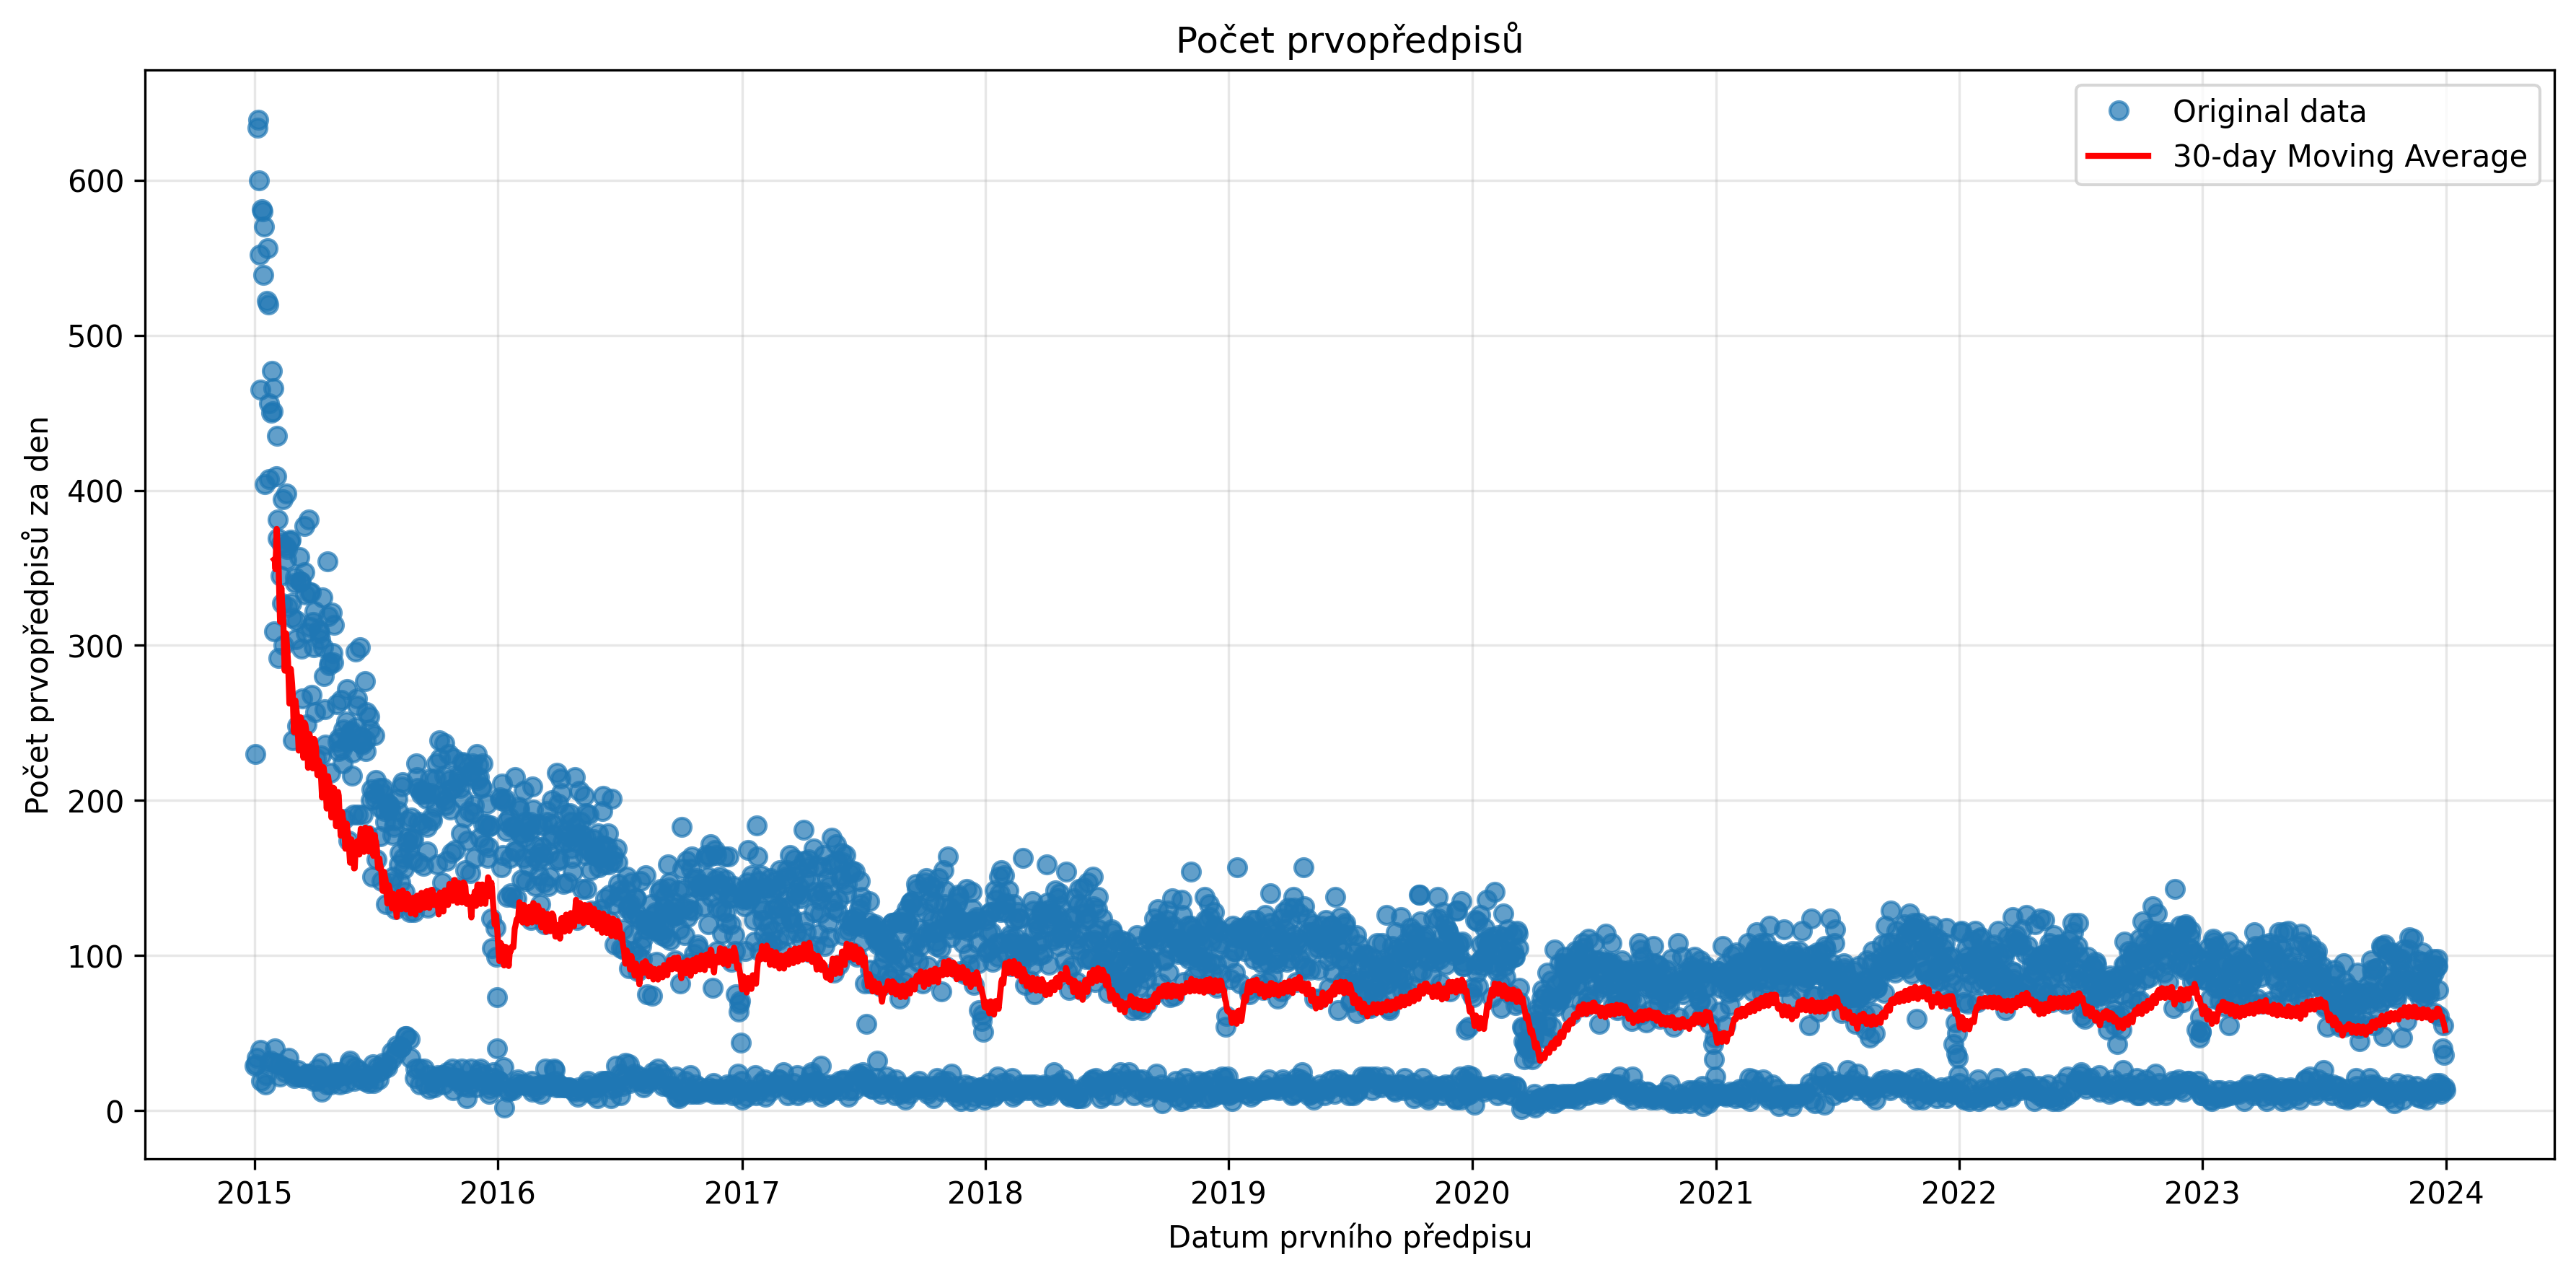 Počet prvopředpisů
Original data
30-day Moving Average
Počet prvopředpisů za den
600
500
400
300
200
100
0
2015 2016 2017 2018 2019 2020 2021 2022 2023 2024
Datum prvního předpisu